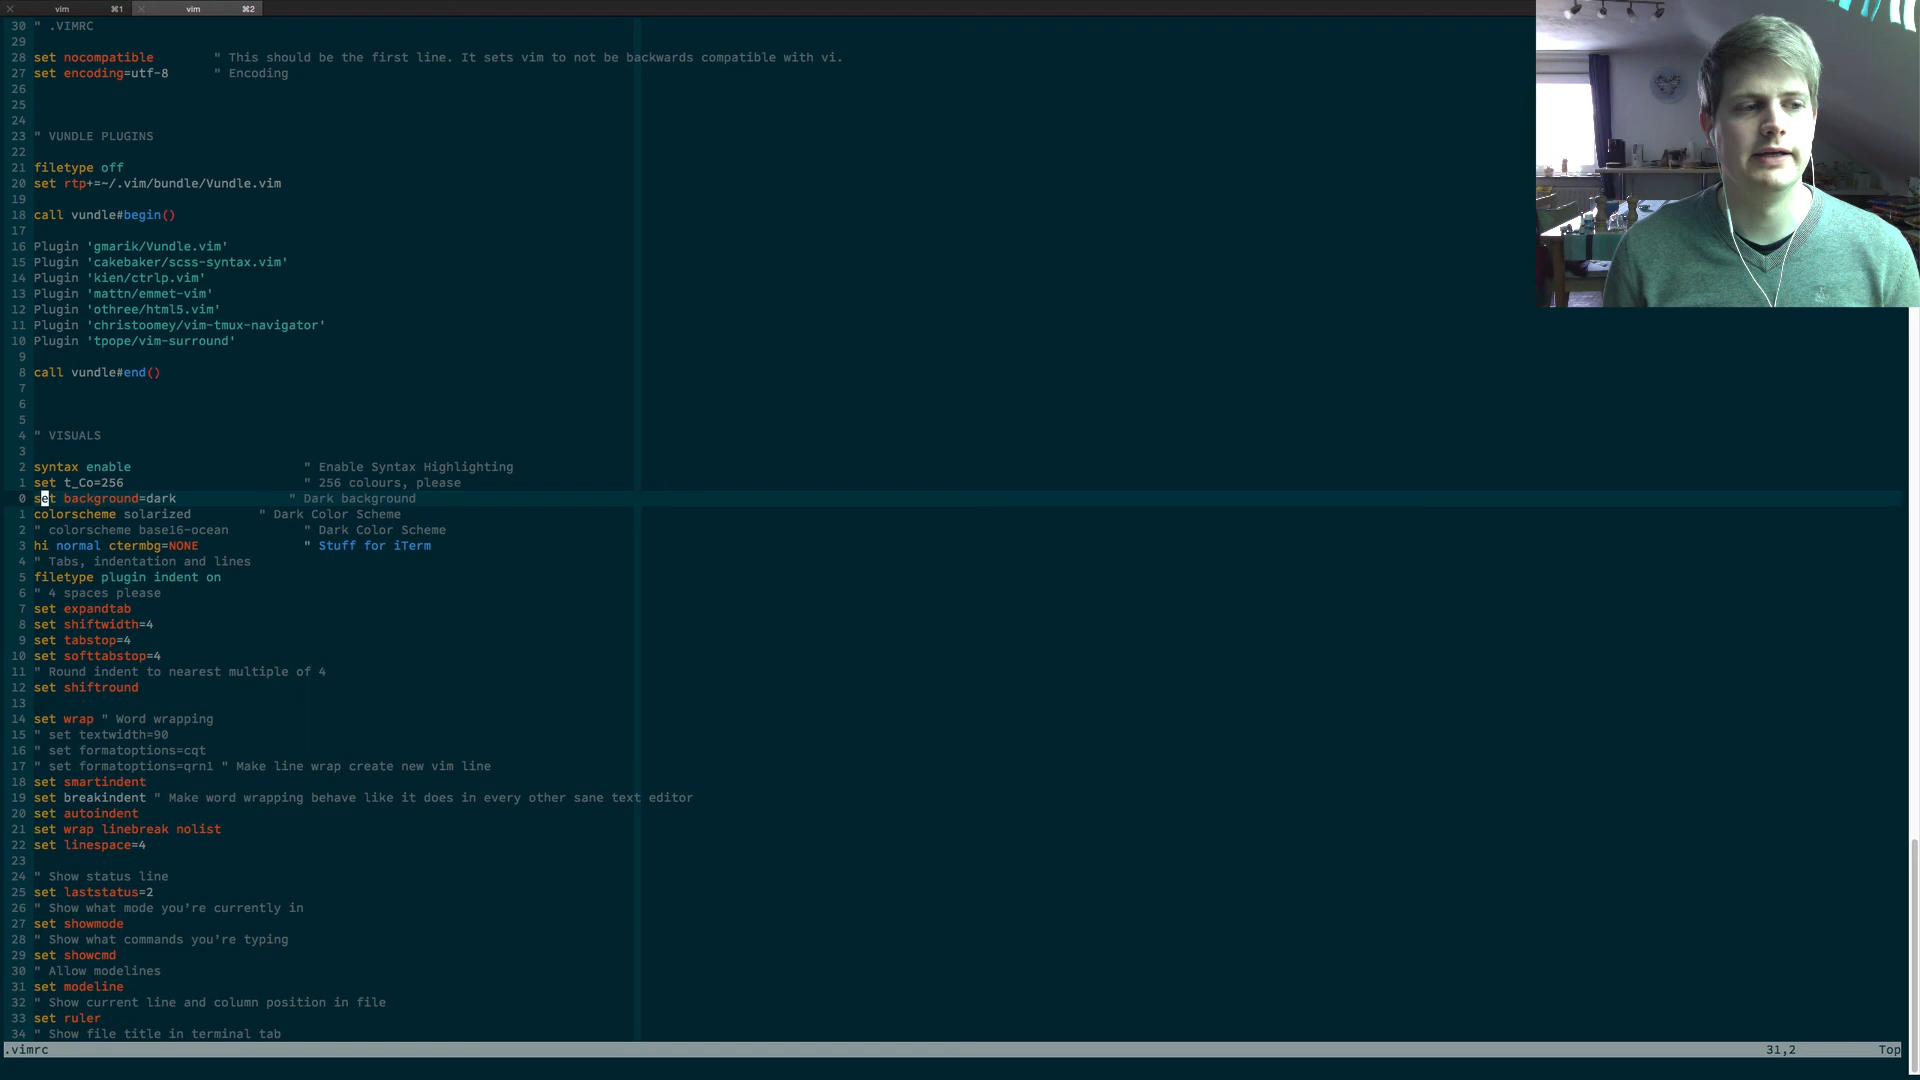 vim ⌘1 vim ⌘2
30 " .VIMRC
29
28 set nocompatible " This should be the first line. It sets vim to not be backwards compatible with vi.
27 set encoding=utf-8 " Encoding
26
25
24
23 " VUNDLE PLUGINS
22
21 filetype off
20 set rtp+=~/.vim/bundle/Vundle.vim
19
18 call vundle#begin()
17
16 Plugin 'gmarik/Vundle.vim'
15 Plugin 'cakebaker/scss-syntax.vim'
14 Plugin 'kien/ctrlp.vim'
13 Plugin 'mattn/emmet-vim'
12 Plugin 'othree/html5.vim'
11 Plugin 'christoomey/vim-tmux-navigator'
10 Plugin 'tpope/vim-surround'
9
8 call vundle#end()
7
6
5
4 " VISUALS
3
2 syntax enable " Enable Syntax Highlighting
1 set t_Co=256 " 256 colours, please
0 set background=dark " Dark background
1 colorscheme solarized " Dark Color Scheme
2 " colorscheme base16-ocean " Dark Color Scheme
3 hi normal ctermbg=NONE " Stuff for iTerm
4 " Tabs, indentation and lines
5 filetype plugin indent on
6 " 4 spaces please
7 set expandtab
8 set shiftwidth=4
9 set tabstop=4
10 set softtabstop=4
11 " Round indent to nearest multiple of 4
12 set shiftround
13
14 set wrap " Word wrapping
15 " set textwidth=90
16 " set formatoptions=cqt
17 " set formatoptions=qrn1 " Make line wrap create new vim line
18 set smartindent
19 set breakindent " Make word wrapping behave like it does in every other sane text editor
20 set autoindent
21 set wrap linebreak nolist
22 set linespace=4
23
24 " Show status line
25 set laststatus=2
26 " Show what mode you’re currently in
27 set showmode
28 " Show what commands you’re typing
29 set showcmd
30 " Allow modelines
31 set modeline
32 " Show current line and column position in file
33 set ruler
34 " Show file title in terminal tab
.vimrc 31,2 Top